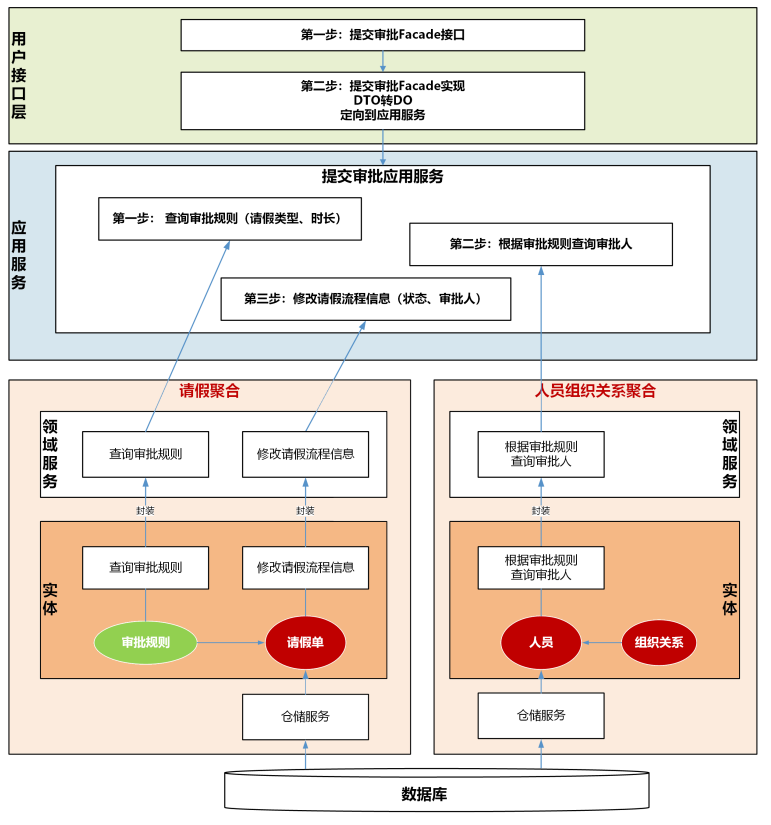 用户接口层
第一步：提交审批Facade接口
第二步：提交审批Facade实现
DTO转DO
定向到应用服务
应用服务
提交审批应用服务
第一步： 查询审批规则（请假类型、时长）
第二步：根据审批规则查询审批人
第三步：修改请假流程信息（状态、审批人）
请假聚合
领域服务
查询审批规则
修改请假流程信息
封装
封装
实体
查询审批规则
修改请假流程信息
审批规则
请假单
仓储服务
人员组织关系聚合
根据审批规则
查询审批人
领域服务
封装
根据审批规则
查询审批人
实体
人员
组织关系
仓储服务
数据库